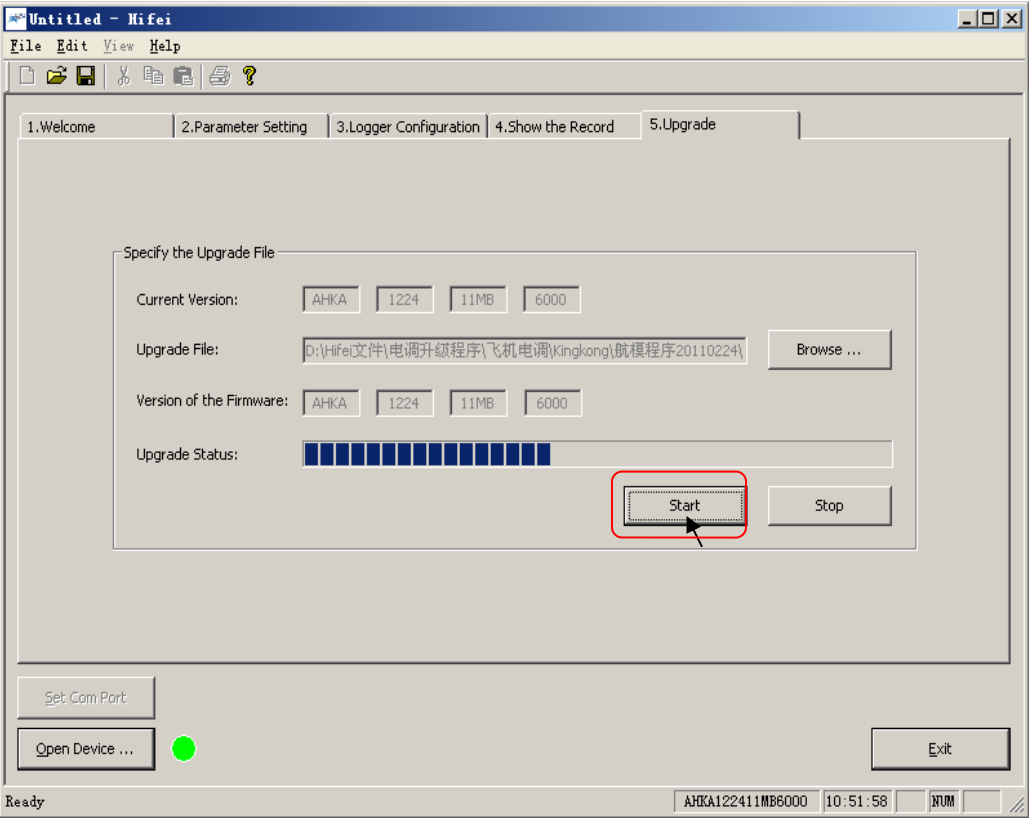 Untitled - Hifei
File Edit View Help
1.Welcome 2.Parameter Setting 3.Logger Configuration 4.Show the Record 5.Upgrade
Specify the Upgrade File
Current Version: AHKA 1224 11MB 6000
Upgrade File: D:\Hifei文件\电调升级程序\飞机电调\Kingkong\航模程序20110224\ Browse ...
Version of the Firmware: AHKA 1224 11MB 6000
Upgrade Status:
Start Stop
Set Com Port
Open Device ... Exit
Ready AHKA122411MB6000 10:51:58 NUM